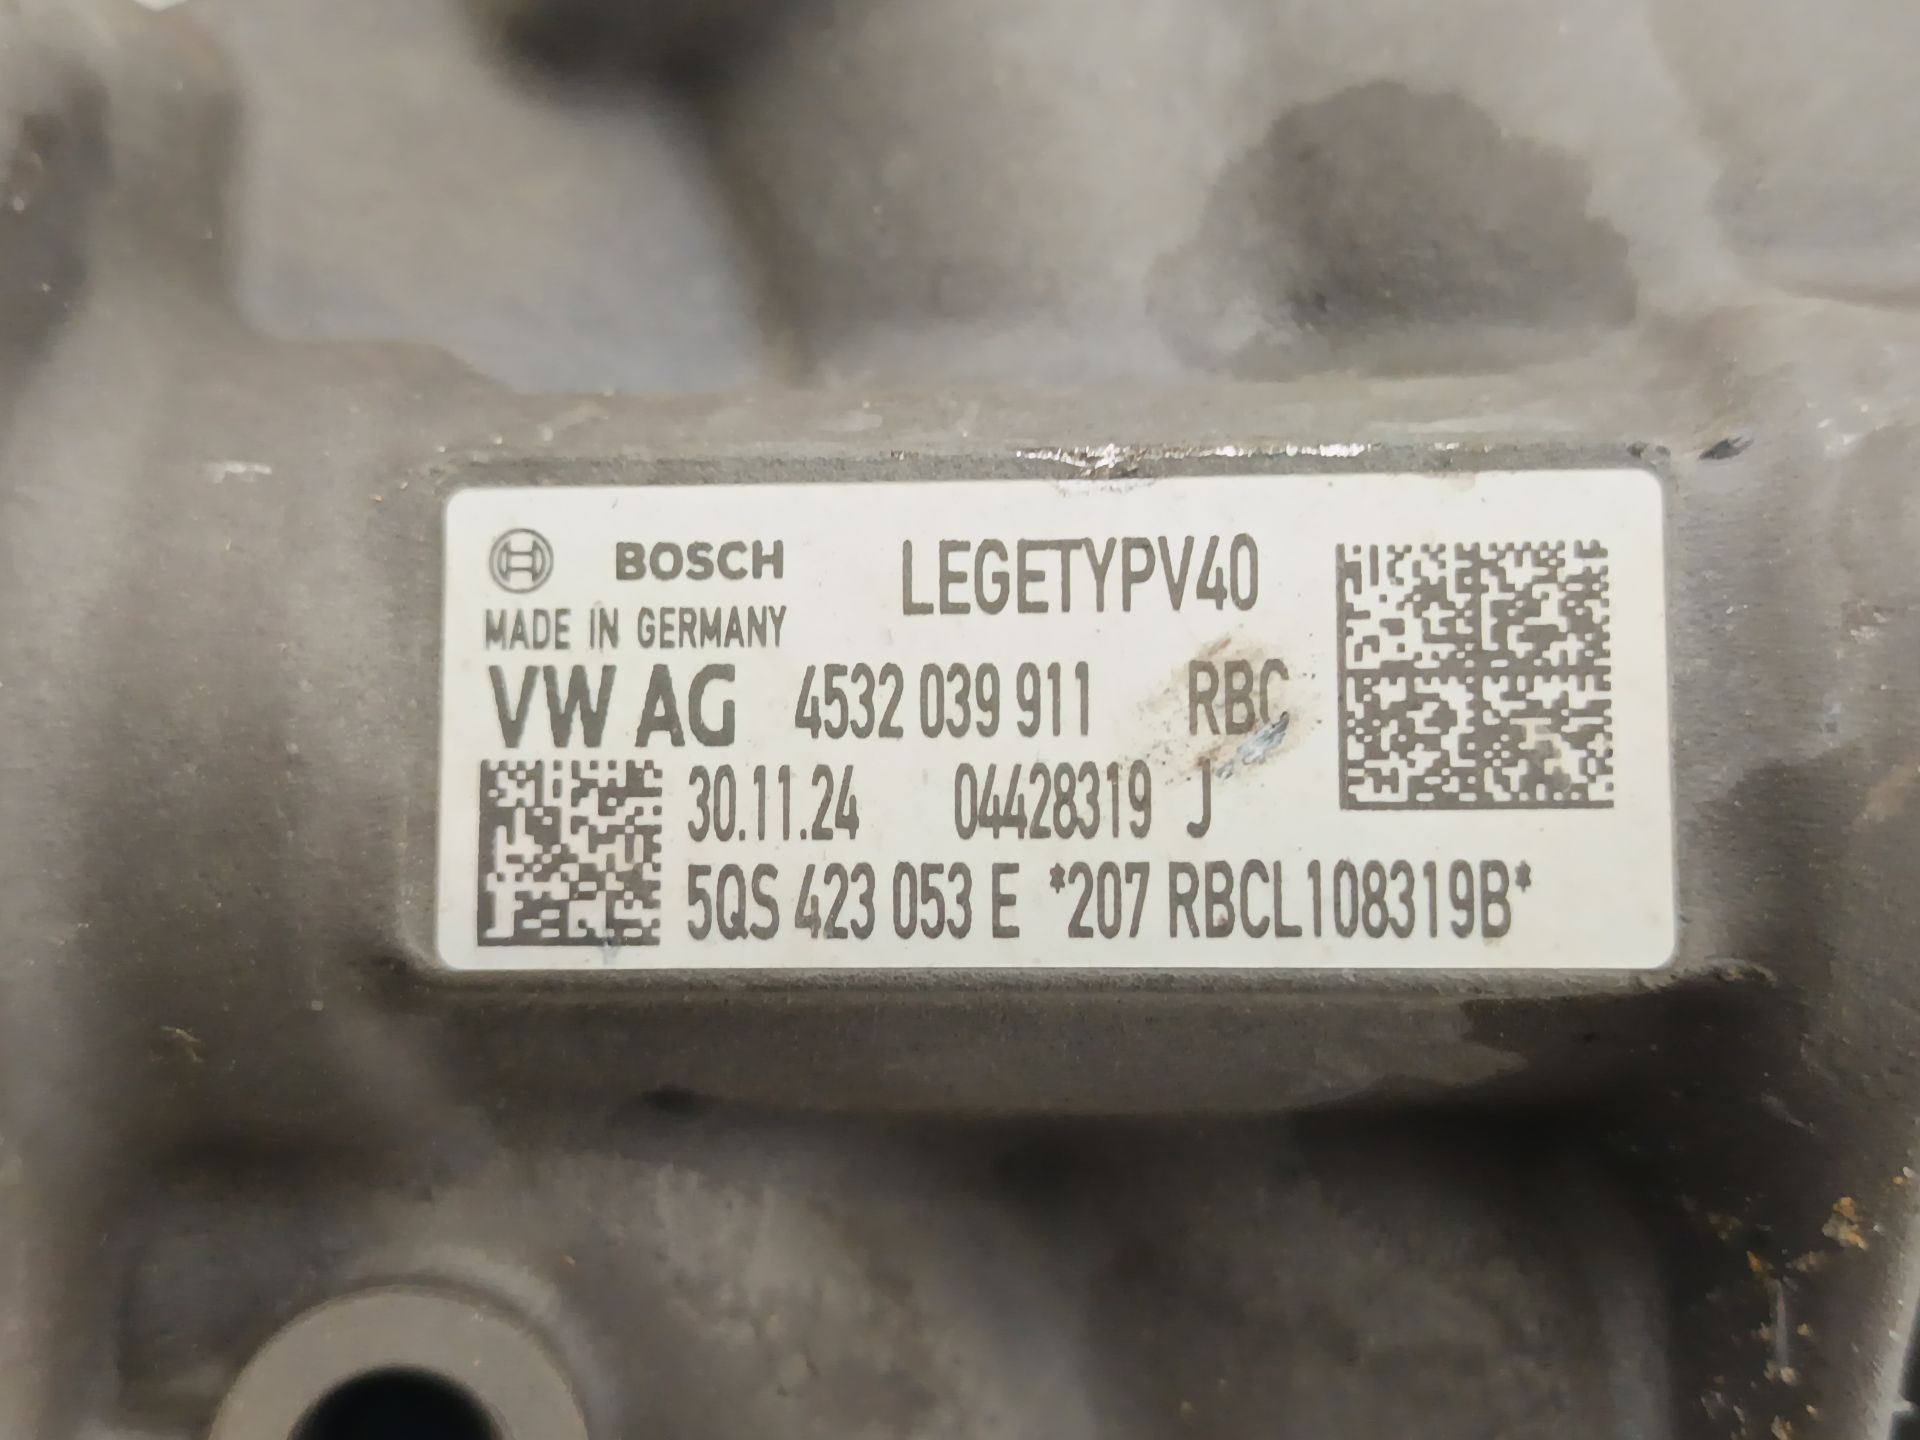 BOSCH LEGETYPV40
MADE IN GERMANY
VW AG 4532 039 911 RBC
30.11.24 04428319 J
5QS 423 053 E *207 RBCL108319B*